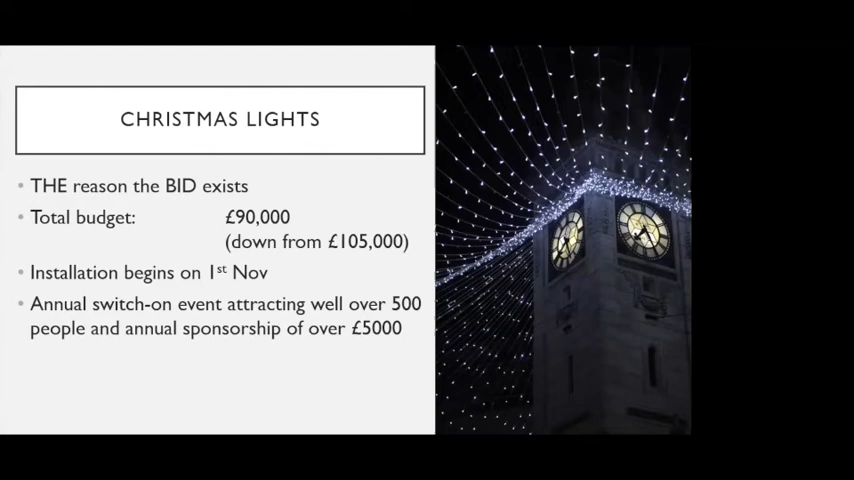 CHRISTMAS LIGHTS
• THE reason the BID exists
• Total budget: £90,000
(down from £105,000)
• Installation begins on 1st Nov
• Annual switch-on event attracting well over 500
people and annual sponsorship of over £5000